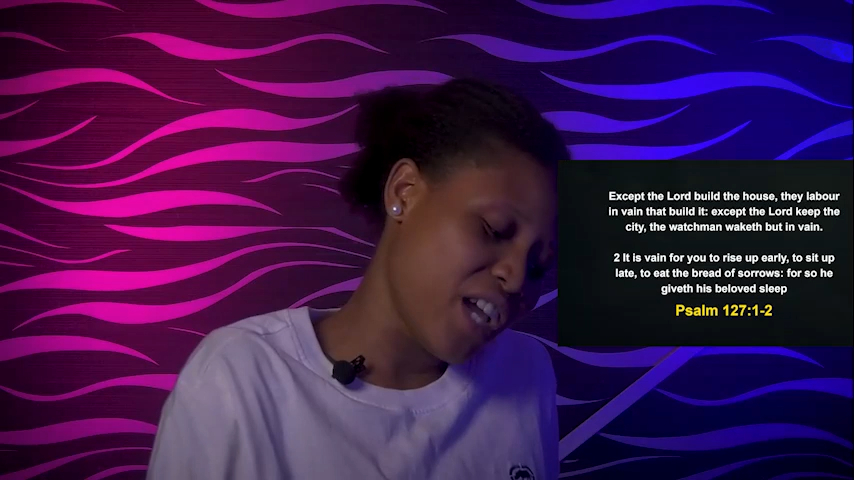 Except the Lord build the house, they labour
in vain that build it: except the Lord keep the
city, the watchman waketh but in vain.
2 It is vain for you to rise up early, to sit up
late, to eat the bread of sorrows: for so he
giveth his beloved sleep
Psalm 127:1-2